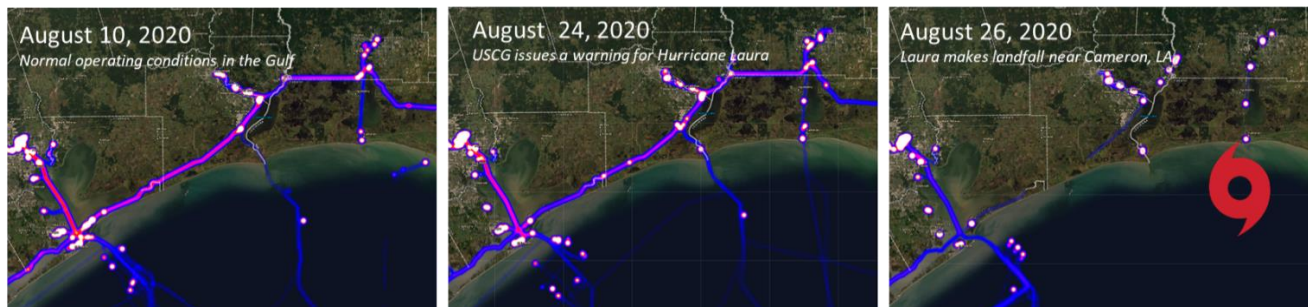 August 10, 2020
Normal operating conditions in the Gulf
August 24, 2020
USCG issues a warning for Hurricane Laura
August 26, 2020
Laura makes landfall near Cameron, LA